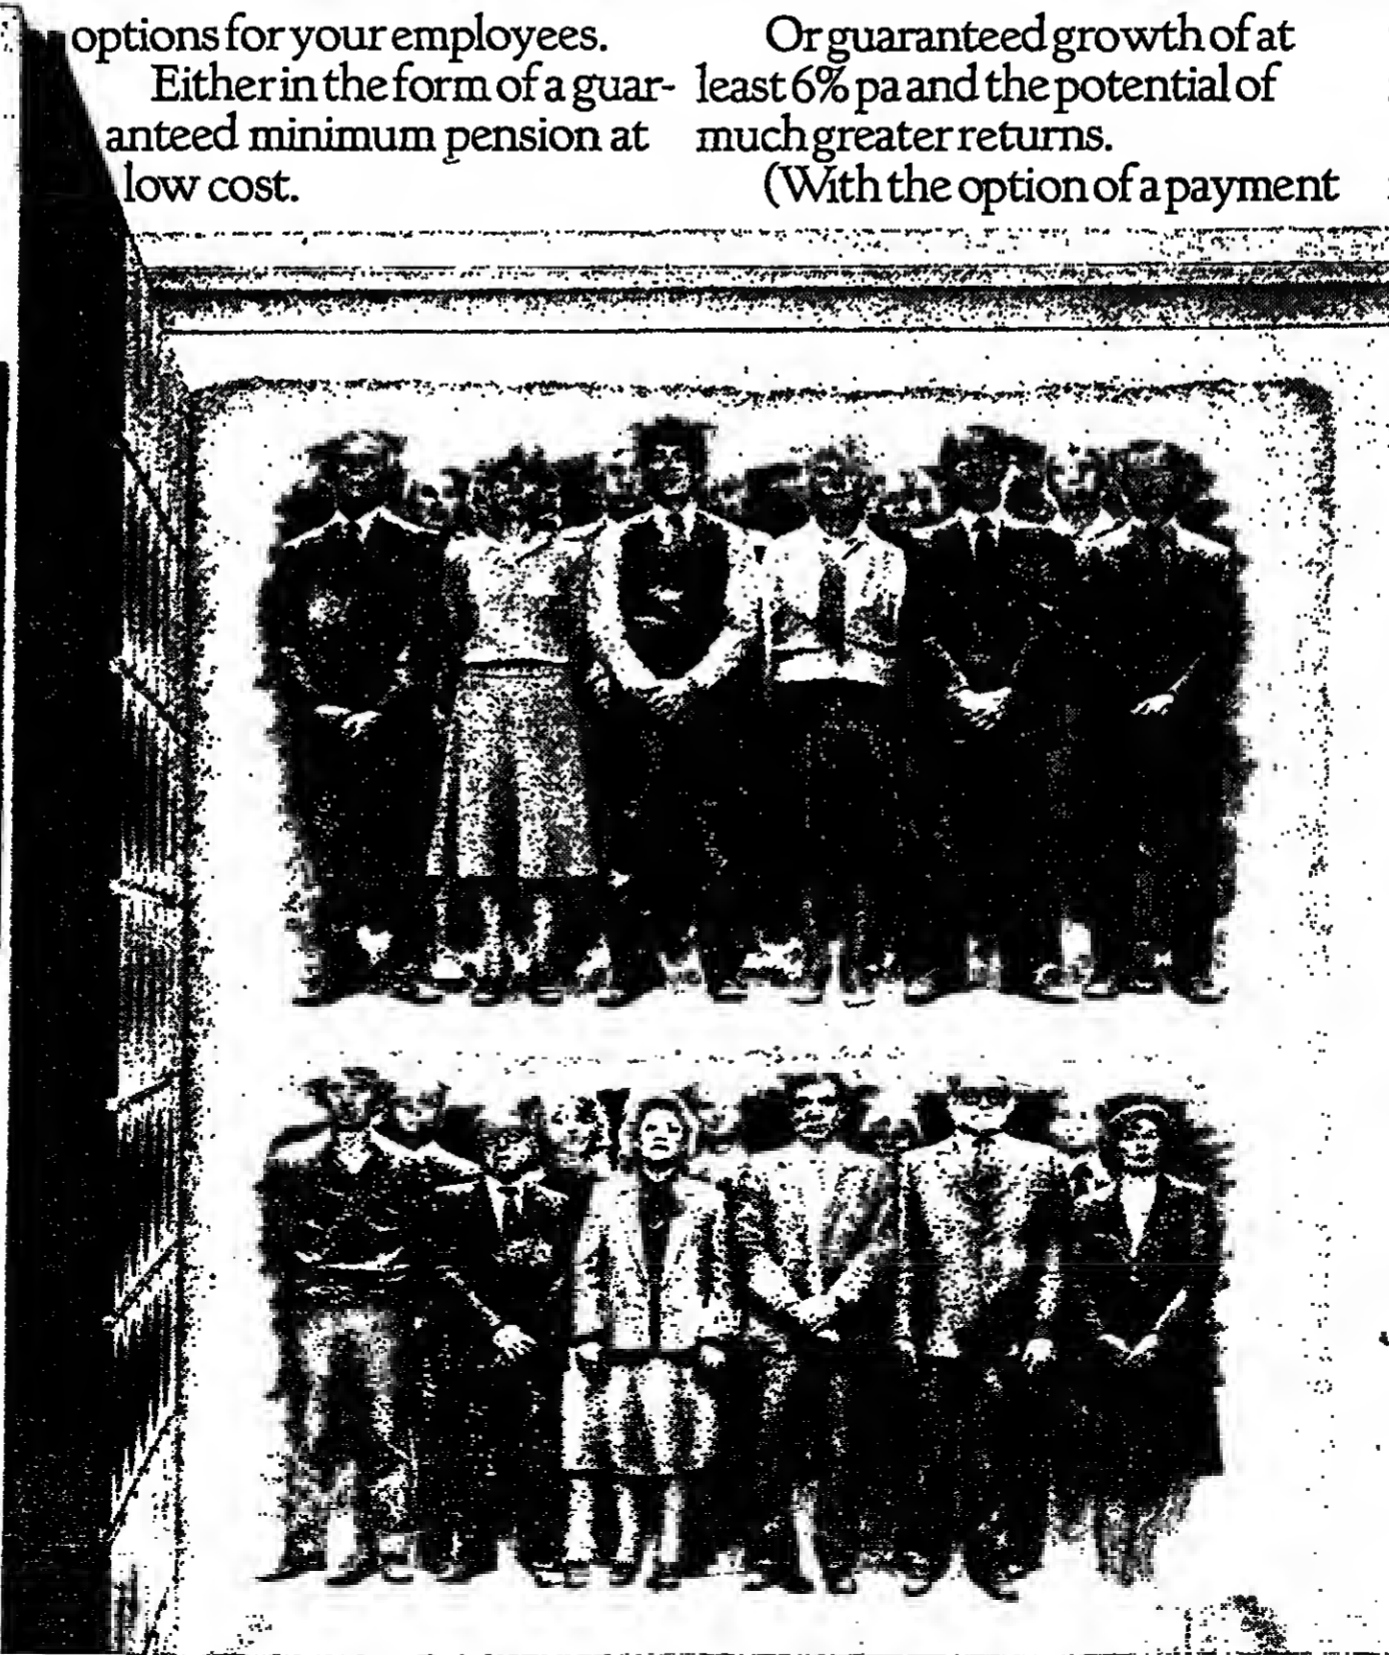 options for your employees.
Either in the form of a guar-
anteed minimum pension at
low cost.
Or guaranteed growth of at
least 6% pa and the potential of
much greater returns.
(With the option of a payment